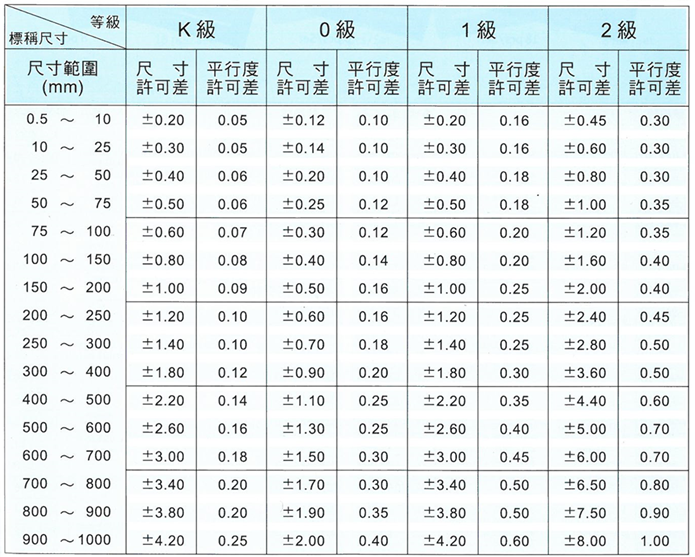 等級 K 級 0 級 1 級 2 級
標稱尺寸
尺寸範圍 尺 寸 平行度 尺 寸 平行度 尺 寸 平行度 尺 寸 平行度
(mm) 許可差 許可差 許可差 許可差 許可差 許可差 許可差 許可差
0.5 ～ 10 ±0.20 0.05 ±0.12 0.10 ±0.20 0.16 ±0.45 0.30
10 ～ 25 ±0.30 0.05 ±0.14 0.10 ±0.30 0.16 ±0.60 0.30
25 ～ 50 ±0.40 0.06 ±0.20 0.10 ±0.40 0.18 ±0.80 0.30
50 ～ 75 ±0.50 0.06 ±0.25 0.12 ±0.50 0.18 ±1.00 0.35
75 ～ 100 ±0.60 0.07 ±0.30 0.12 ±0.60 0.20 ±1.20 0.35
100 ～ 150 ±0.80 0.08 ±0.40 0.14 ±0.80 0.20 ±1.60 0.40
150 ～ 200 ±1.00 0.09 ±0.50 0.16 ±1.00 0.25 ±2.00 0.40
200 ～ 250 ±1.20 0.10 ±0.60 0.16 ±1.20 0.25 ±2.40 0.45
250 ～ 300 ±1.40 0.10 ±0.70 0.18 ±1.40 0.25 ±2.80 0.50
300 ～ 400 ±1.80 0.12 ±0.90 0.20 ±1.80 0.30 ±3.60 0.50
400 ～ 500 ±2.20 0.14 ±1.10 0.25 ±2.20 0.35 ±4.40 0.60
500 ～ 600 ±2.60 0.16 ±1.30 0.25 ±2.60 0.40 ±5.00 0.70
600 ～ 700 ±3.00 0.18 ±1.50 0.30 ±3.00 0.45 ±6.00 0.70
700 ～ 800 ±3.40 0.20 ±1.70 0.30 ±3.40 0.50 ±6.50 0.80
800 ～ 900 ±3.80 0.20 ±1.90 0.35 ±3.80 0.50 ±7.50 0.90
900 ～1000 ±4.20 0.25 ±2.00 0.40 ±4.20 0.60 ±8.00 1.00